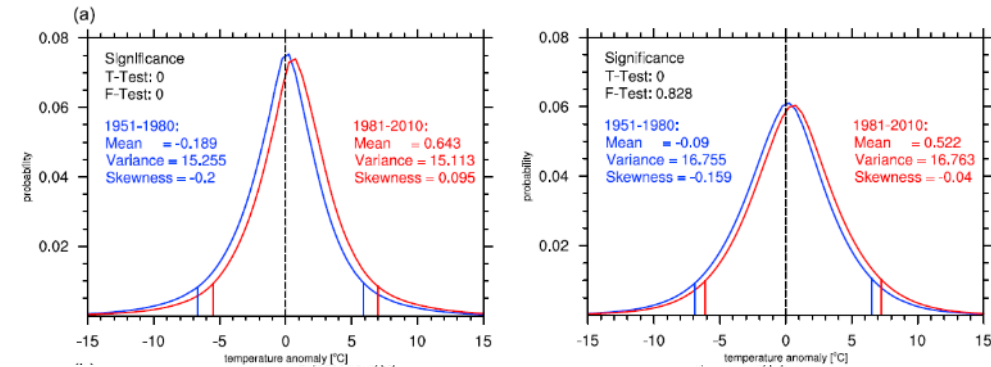 (a)
0.08
0.06
0.04
0.02
probability
Significance
T-Test: 0
F-Test: 0
1951-1980:
Mean = -0.189
Variance = 15.255
Skewness = -0.2
1981-2010:
Mean = 0.643
Variance = 15.113
Skewness = 0.095
-15 -10 -5 0 5 10 15
temperature anomaly [°C]
0.08
0.06
0.04
0.02
probability
Significance
T-Test: 0
F-Test: 0.828
1951-1980:
Mean = -0.09
Variance = 16.755
Skewness = -0.159
1981-2010:
Mean = 0.522
Variance = 16.763
Skewness = -0.04
-15 -10 -5 0 5 10 15
temperature anomaly [°C]